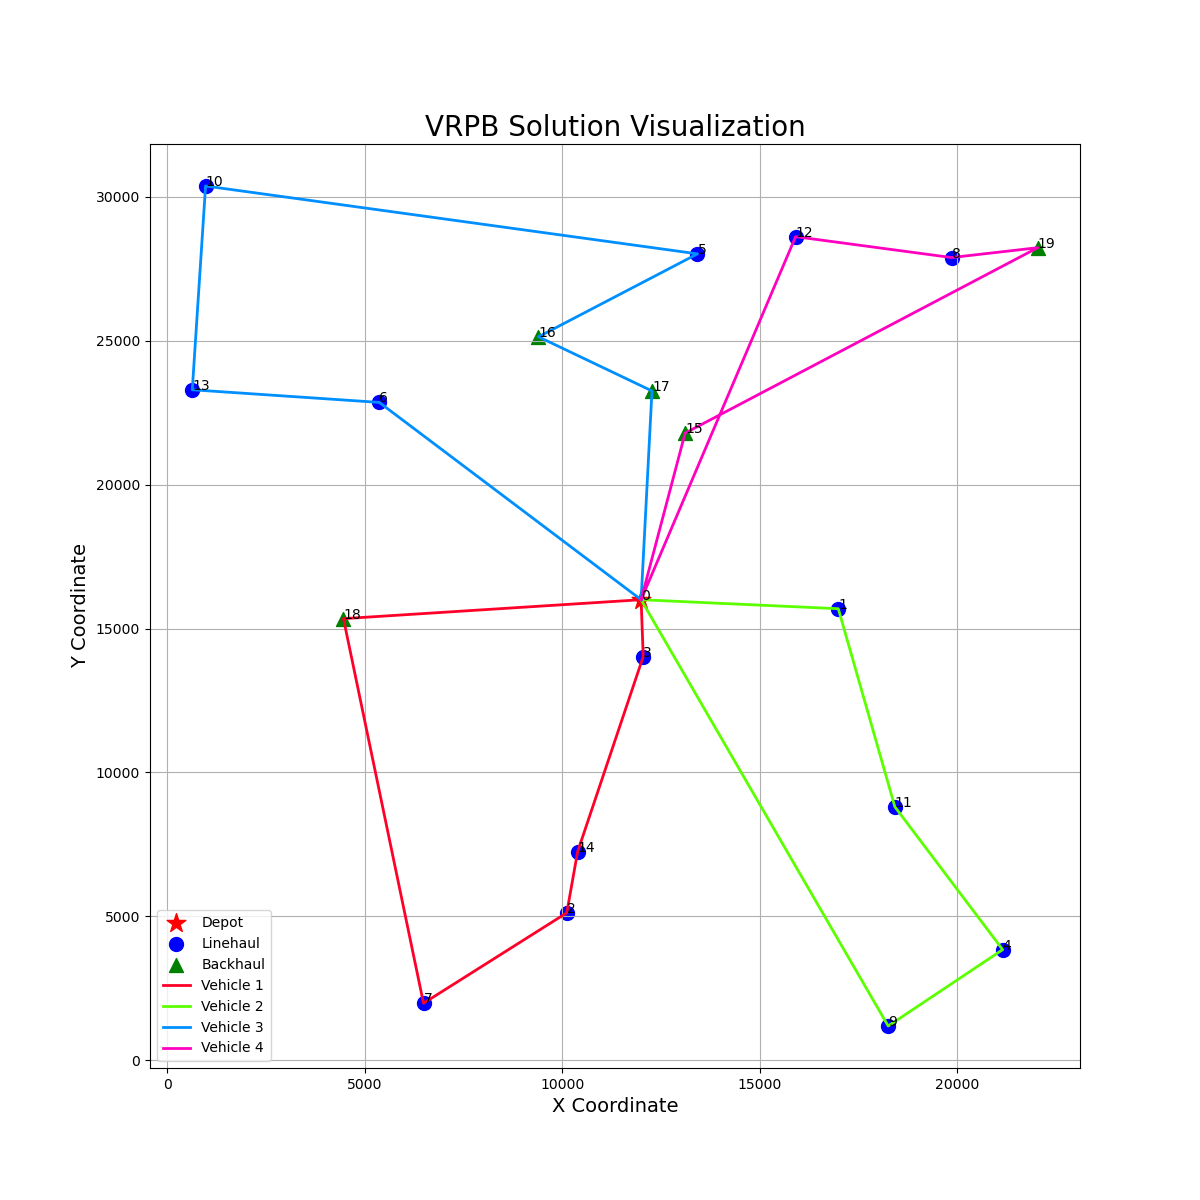 VRPB Solution Visualization
10
12
19
5
8
30000
16
25000
17
13
6
15
20000
0
1
18
15000
3
11
10000
14
4
5000
9
7
0
Y Coordinate
Depot
Linehaul
Backhaul
Vehicle 1
Vehicle 2
Vehicle 3
Vehicle 4
0 5000 10000 15000 20000
X Coordinate